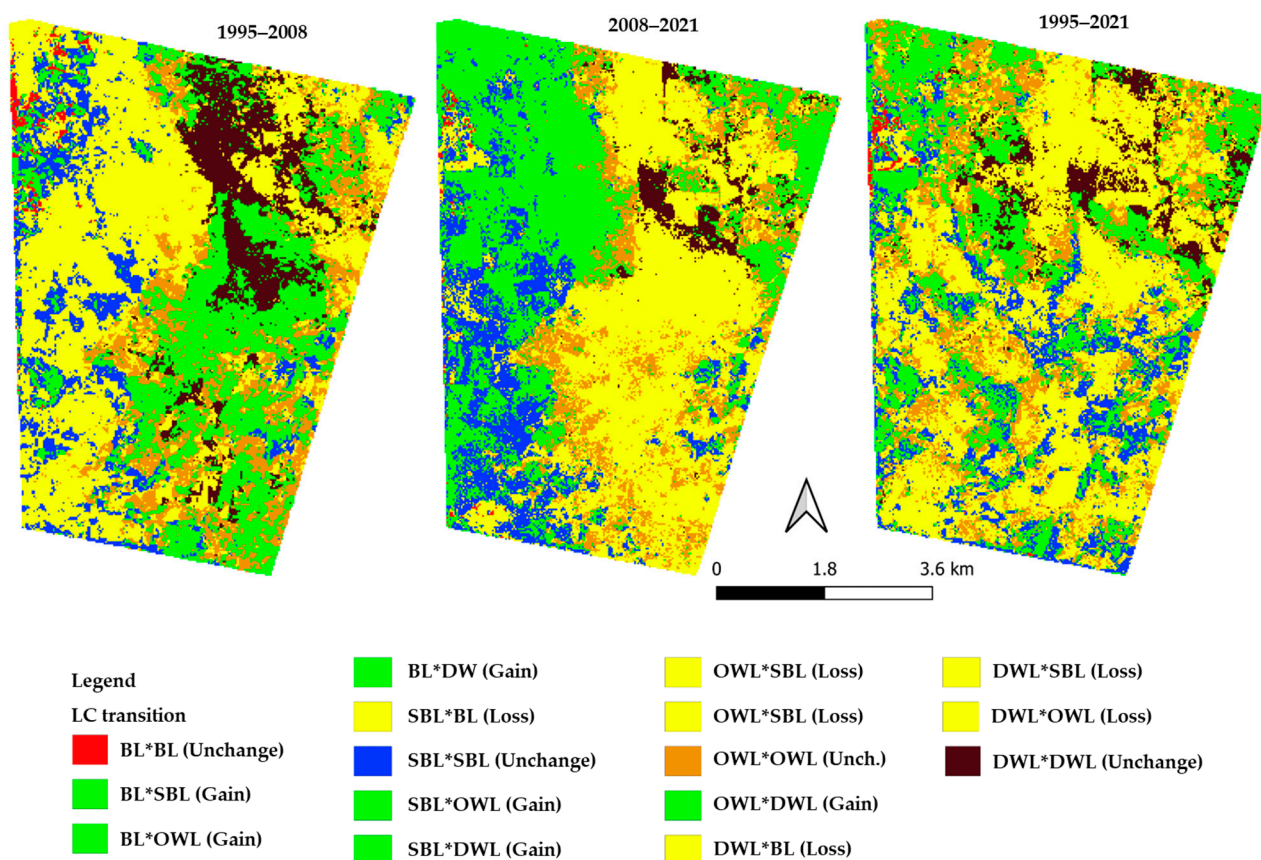 1995–2008
2008–2021
1995–2021
0 1.8 3.6 km
Legend
LC transition
BL*BL (Unchange)
BL*SBL (Gain)
BL*OWL (Gain)
BL*DW (Gain)
SBL*BL (Loss)
SBL*SBL (Unchange)
SBL*OWL (Gain)
SBL*DWL (Gain)
OWL*SBL (Loss)
OWL*SBL (Loss)
OWL*OWL (Unch.)
OWL*DWL (Gain)
DWL*BL (Loss)
DWL*SBL (Loss)
DWL*OWL (Loss)
DWL*DWL (Unchange)